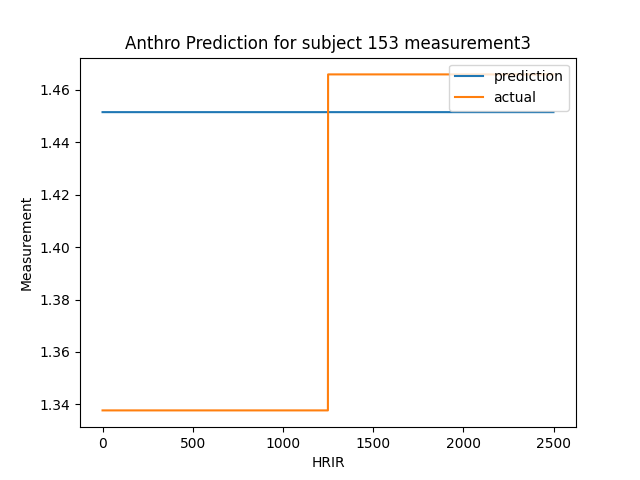 Anthro Prediction for subject 153 measurement3
prediction
actual
1.46
1.44
1.42
1.40
1.38
1.36
1.34
Measurement
0
500
1000
1500
2000
2500
HRIR